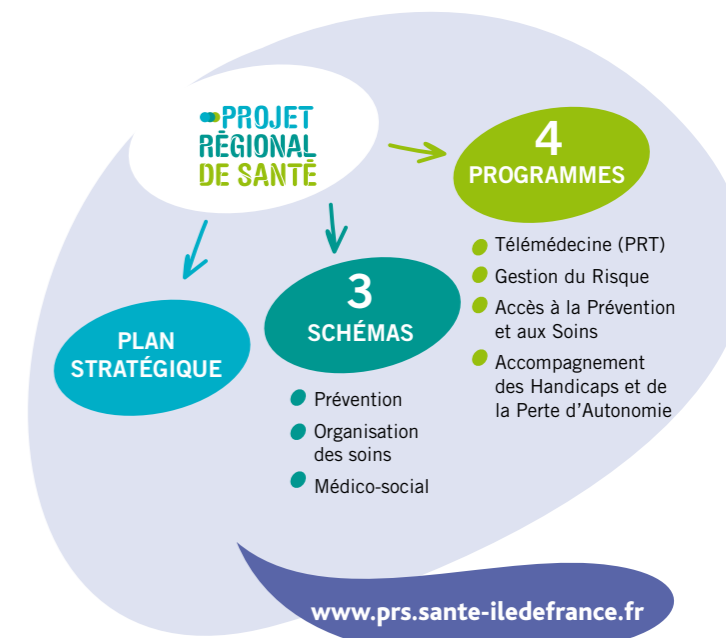 PROJET
RÉGIONAL
DE SANTÉ
PLAN
STRATÉGIQUE
3
SCHÉMAS
Prévention
Organisation
des soins
Médico-social
4
PROGRAMMES
Télémédecine (PRT)
Gestion du Risque
Accès à la Prévention
et aux Soins
Accompagnement
des Handicaps et de
la Perte d’Autonomie
www.prs.sante-iledefrance.fr